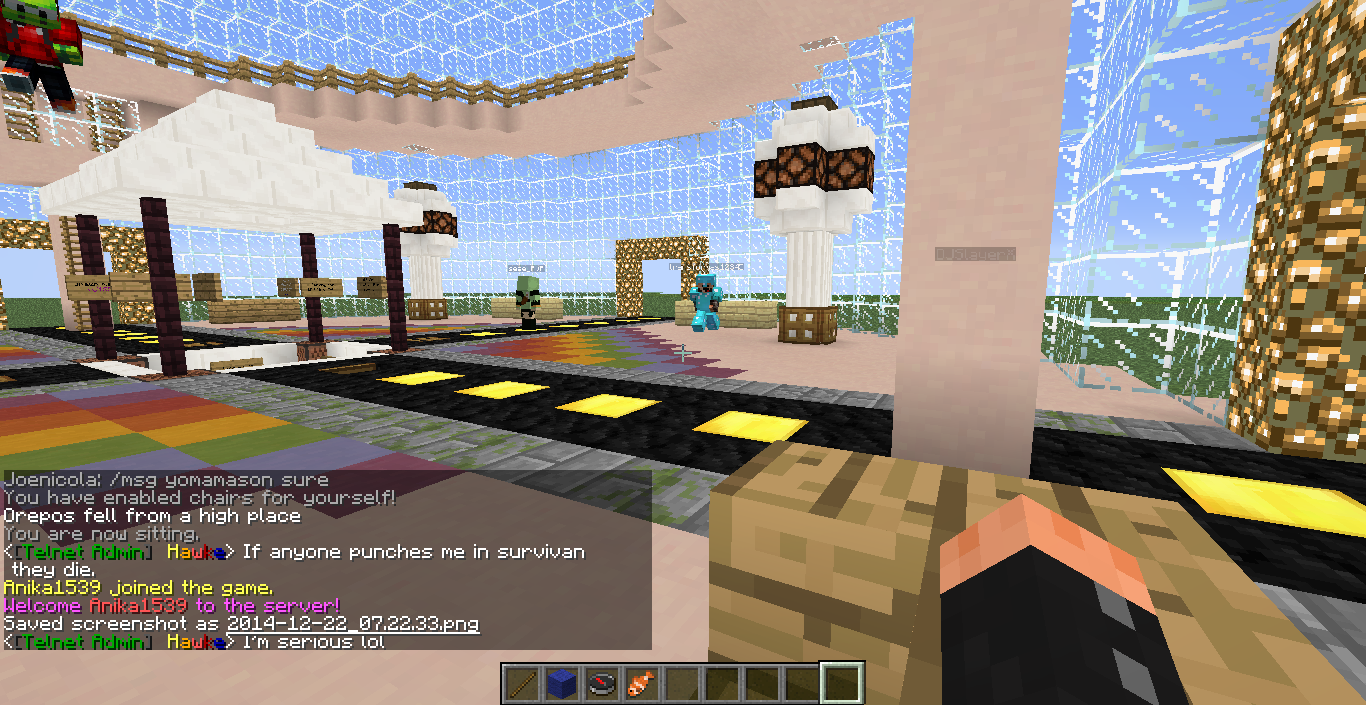 Joenicola: /msg yomamason sure
You have enabled chairs for yourself!
Orepos fell from a high place
You are now sitting.
<[Telnet Admin] Hawke> If anyone punches me in survivan
they die.
Anika1539 joined the game.
Welcome Anika1539 to the server!
Saved screenshot as 2014-12-22_07.22.33.png
<[Telnet Admin] Hawke> I'm serious lol